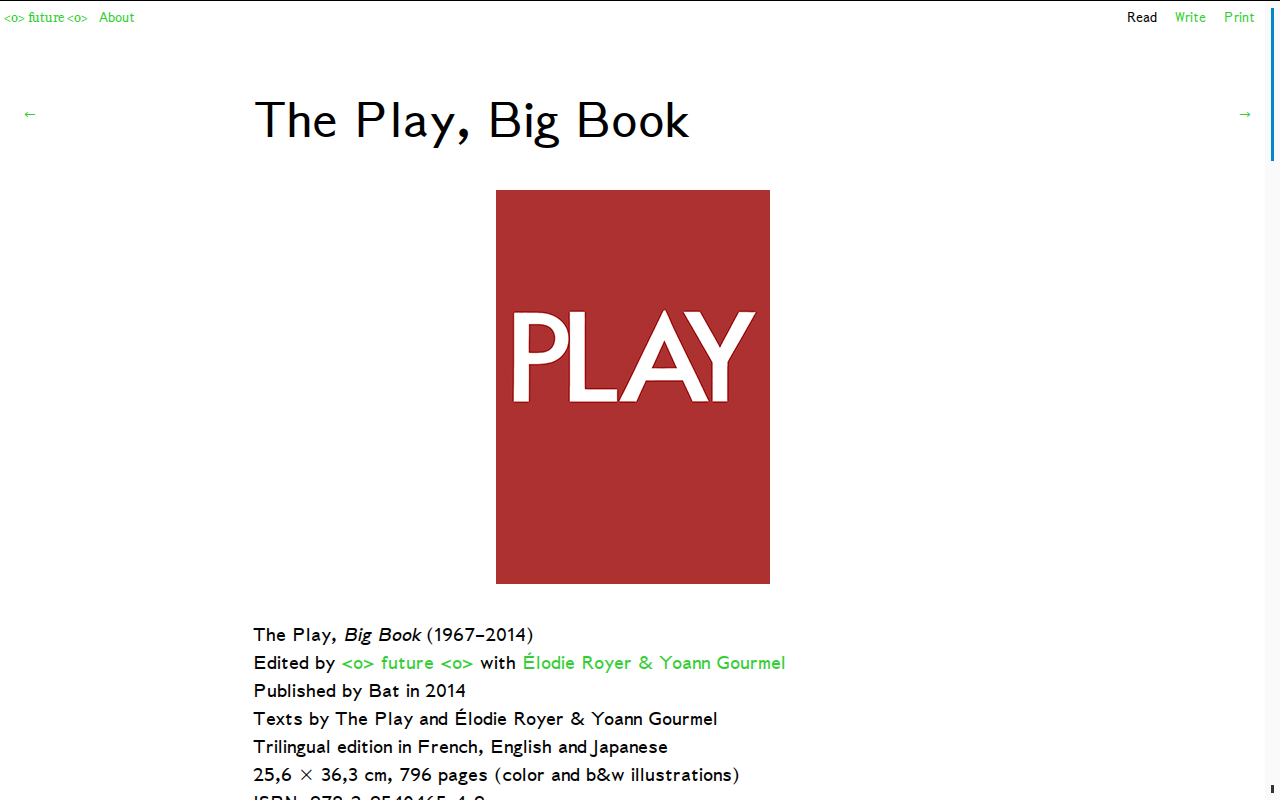 <o> future <o> About Read Write Print
← →
The Play, Big Book
PLAY
The Play, Big Book (1967–2014)
Edited by <o> future <o> with Élodie Royer & Yoann Gourmel
Published by Bat in 2014
Texts by The Play and Élodie Royer & Yoann Gourmel
Trilingual edition in French, English and Japanese
25,6 × 36,3 cm, 796 pages (color and b&w illustrations)